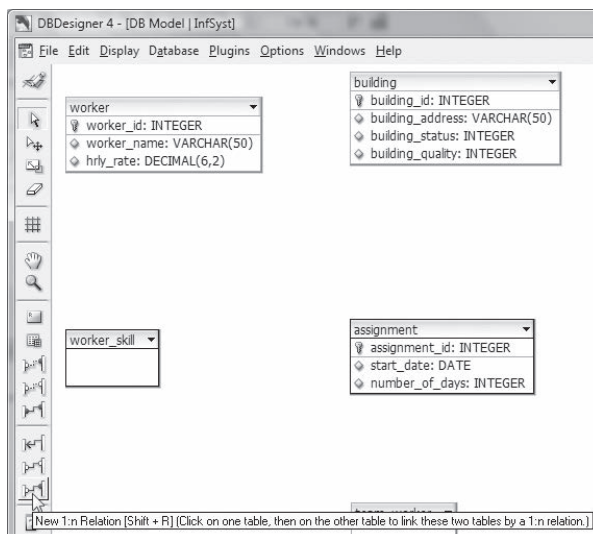 DBDesigner 4 - [DB Model | InfSyst]
File Edit Display Database Plugins Options Windows Help
worker
worker_id: INTEGER
worker_name: VARCHAR(50)
hrly_rate: DECIMAL(6,2)
building
building_id: INTEGER
building_address: VARCHAR(50)
building_status: INTEGER
building_quality: INTEGER
worker_skill
assignment
assignment_id: INTEGER
start_date: DATE
number_of_days: INTEGER
team_worker
New 1:n Relation [Shift + R] (Click on one table, then on the other table to link these two tables by a 1:n relation.)